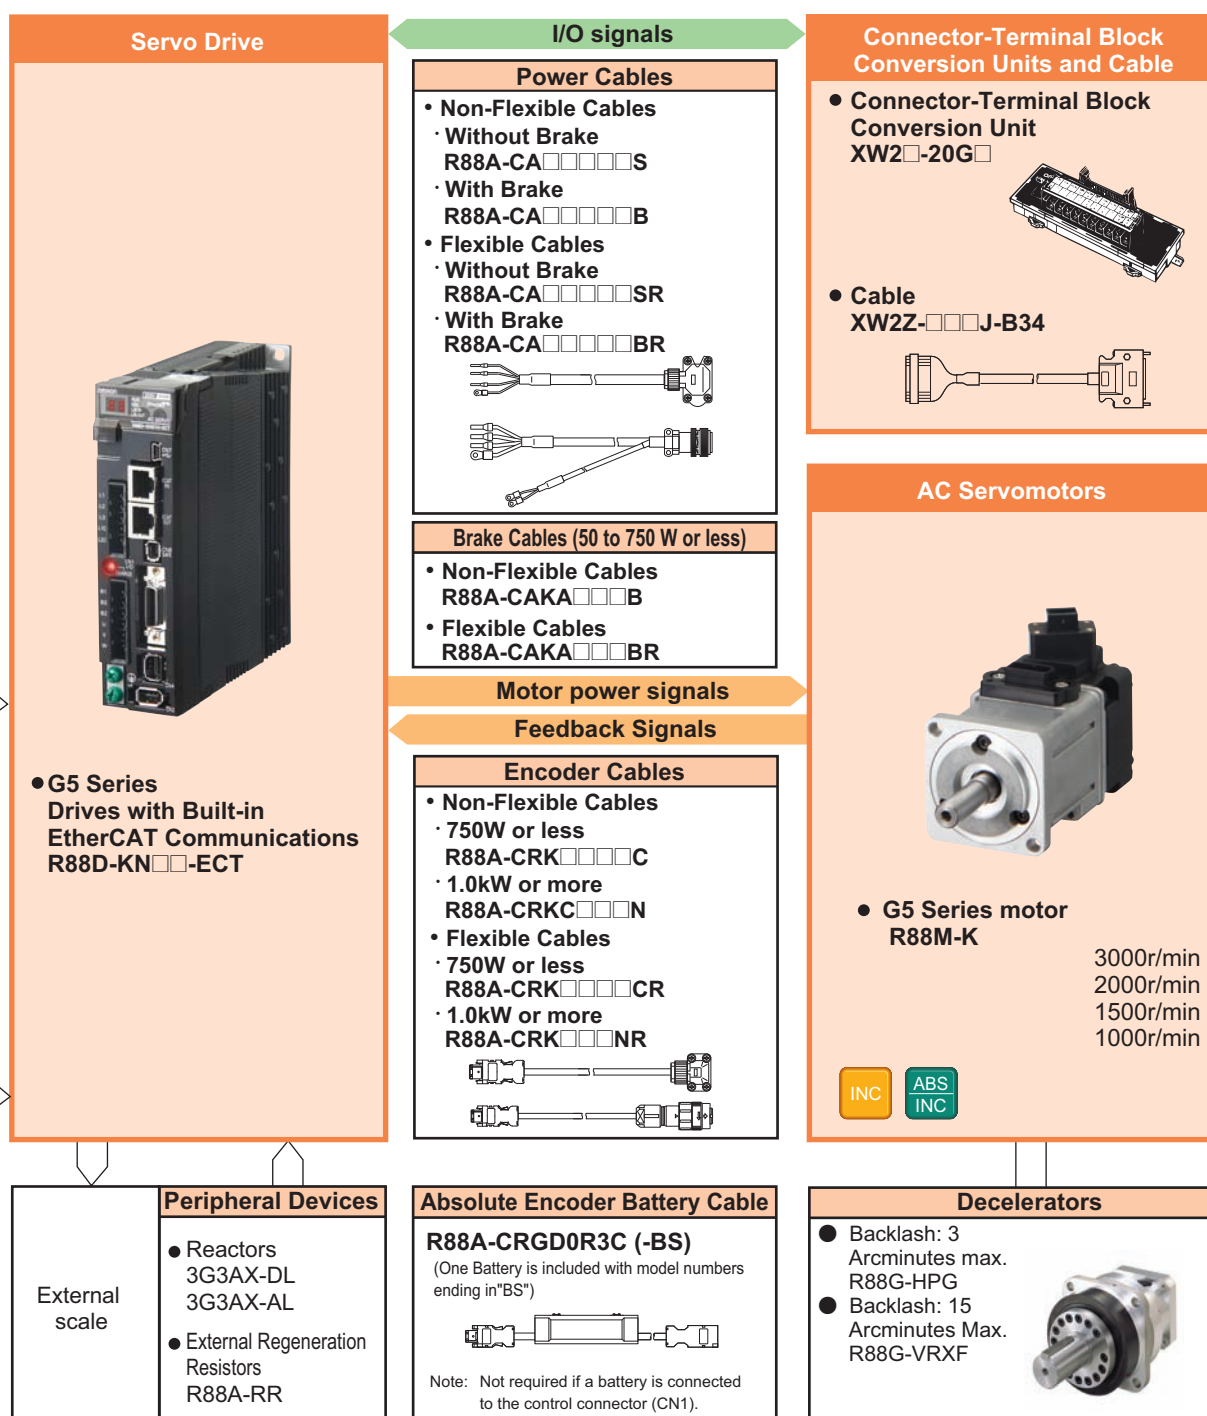 Servo Drive
I/O signals
Connector-Terminal Block
Conversion Units and Cable
Power Cables
• Non-Flexible Cables
· Without Brake
R88A-CA□□□□□S
· With Brake
R88A-CA□□□□□B
• Flexible Cables
· Without Brake
R88A-CA□□□□□SR
· With Brake
R88A-CA□□□□□BR
● Connector-Terminal Block
Conversion Unit
XW2□-20G□
● Cable
XW2Z-□□□J-B34
Brake Cables (50 to 750 W or less)
• Non-Flexible Cables
R88A-CAKA□□□B
• Flexible Cables
R88A-CAKA□□□BR
Motor power signals
Feedback Signals
AC Servomotors
● G5 Series
Drives with Built-in
EtherCAT Communications
R88D-KN□□-ECT
Encoder Cables
• Non-Flexible Cables
· 750W or less
R88A-CRK□□□□C
· 1.0kW or more
R88A-CRKC□□□N
• Flexible Cables
· 750W or less
R88A-CRK□□□□CR
· 1.0kW or more
R88A-CRK□□□NR
● G5 Series motor
R88M-K
3000r/min
2000r/min
1500r/min
1000r/min
INC
ABS
INC
External
scale
Peripheral Devices
● Reactors
3G3AX-DL
3G3AX-AL
● External Regeneration
Resistors
R88A-RR
Absolute Encoder Battery Cable
R88A-CRGD0R3C (-BS)
(One Battery is included with model numbers
ending in"BS")
Note: Not required if a battery is connected
to the control connector (CN1).
Decelerators
● Backlash: 3
Arcminutes max.
R88G-HPG
● Backlash: 15
Arcminutes Max.
R88G-VRXF